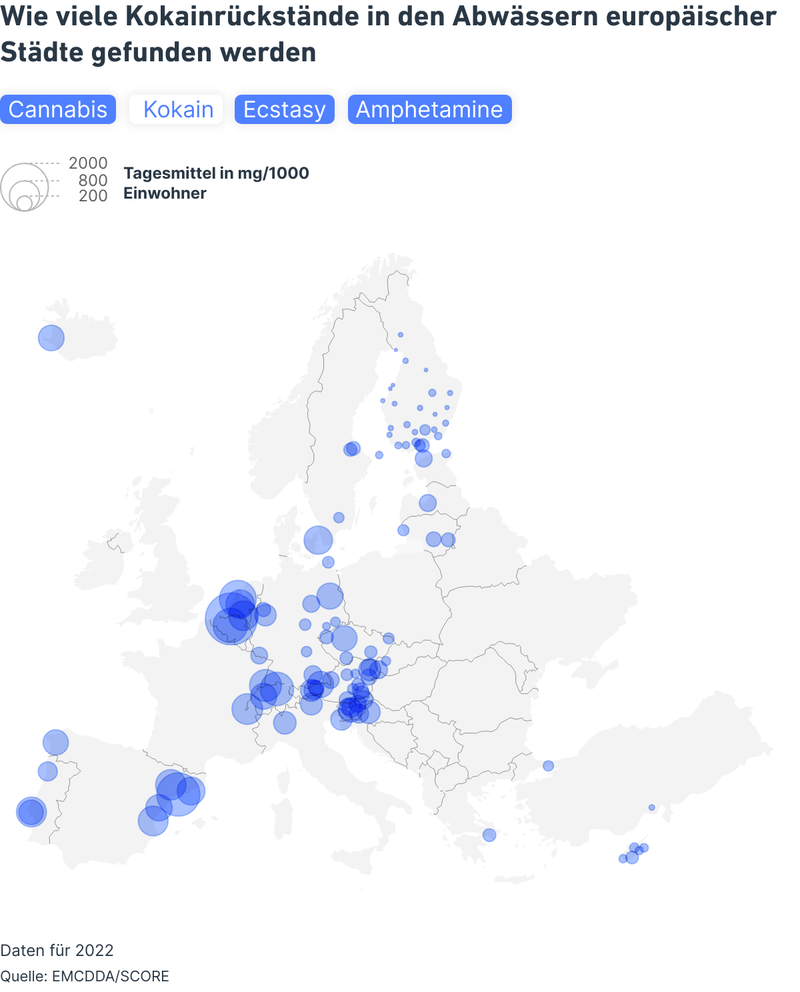 Wie viele Kokainrückstände in den Abwässern europäischer
Städte gefunden werden
Cannabis Kokain Ecstasy Amphetamine
2000
800
200
Tagesmittel in mg/1000
Einwohner
Daten für 2022
Quelle: EMCDDA/SCORE